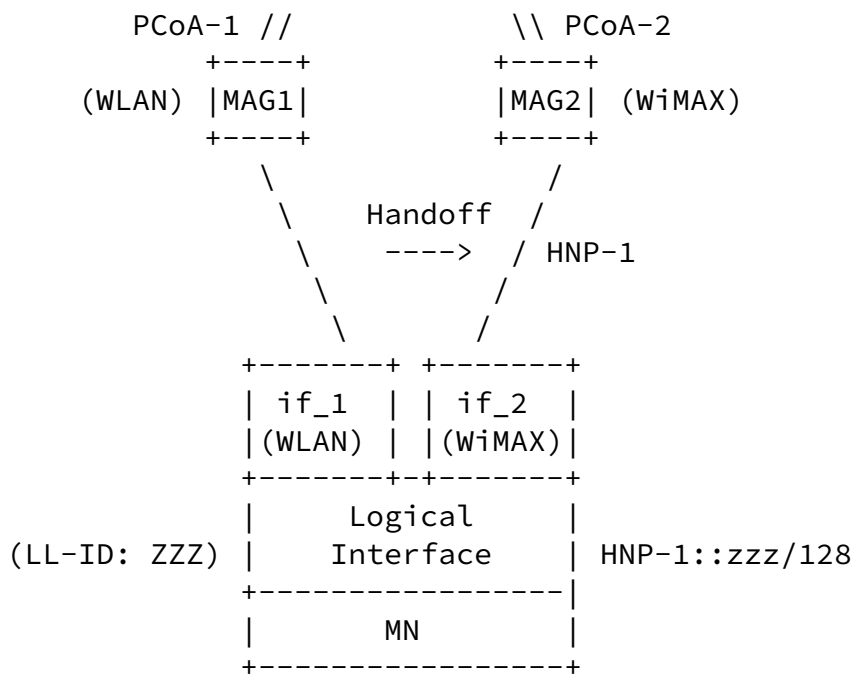 PCoA-1 // \\ PCoA-2
+----+ +----+
(WLAN) |MAG1| |MAG2| (WiMAX)
+----+ +----+
\ /
\ Handoff /
\ ----> / HNP-1
\ /
\ /
+-------+ +-------+
| if_1 | | if_2 |
|(WLAN) | |(WiMAX)|
+-------+-+-------+
| Logical |
(LL-ID: ZZZ) | Interface | HNP-1::zzz/128
+-----------------|
| MN |
+-----------------+